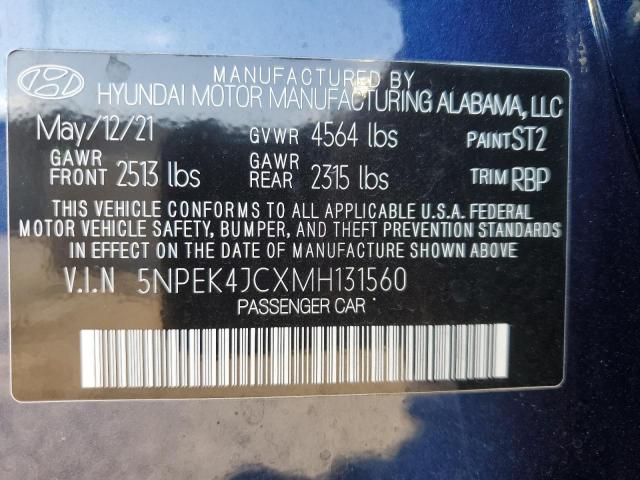 MANUFACTURED BY
HYUNDAI MOTOR MANUFACTURING ALABAMA, LLC
May/12/21 GVWR 4564 lbs PAINT ST2
GAWR FRONT 2513 lbs GAWR REAR 2315 lbs TRIM RBP
THIS VEHICLE CONFORMS TO ALL APPLICABLE U.S.A. FEDERAL
MOTOR VEHICLE SAFETY, BUMPER, AND THEFT PREVENTION STANDARDS
IN EFFECT ON THE DATE OF MANUFACTURE SHOWN ABOVE.
V.I.N 5NPEK4JCXMH131560
PASSENGER CAR